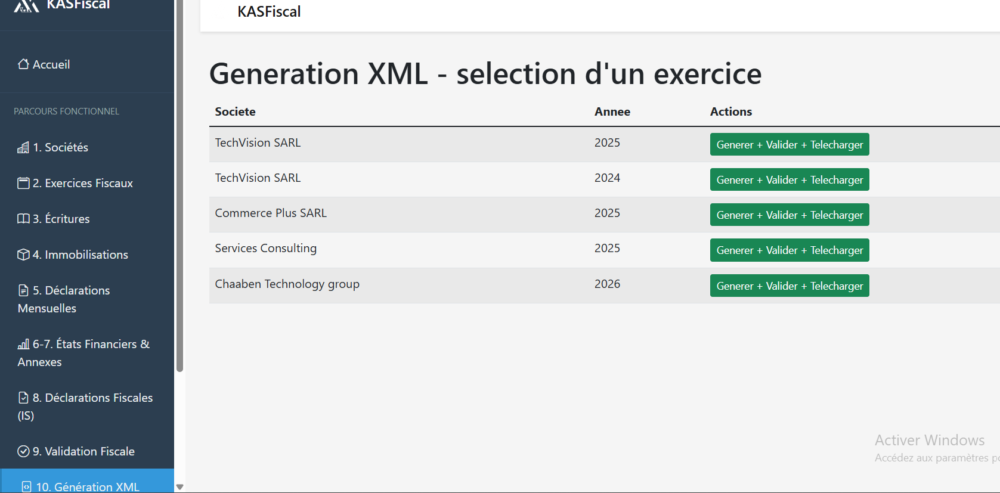 KASFiscal
KASFiscal
Accueil
PARCOURS FONCTIONNEL
1. Sociétés
2. Exercices Fiscaux
3. Écritures
4. Immobilisations
5. Déclarations
Mensuelles
6-7. États Financiers &
Annexes
8. Déclarations Fiscales
(IS)
9. Validation Fiscale
10. Génération XML
Generation XML - selection d'un exercice
Societe Annee Actions
TechVision SARL 2025 Generer + Valider + Telecharger
TechVision SARL 2024 Generer + Valider + Telecharger
Commerce Plus SARL 2025 Generer + Valider + Telecharger
Services Consulting 2025 Generer + Valider + Telecharger
Chaaben Technology group 2026 Generer + Valider + Telecharger
Activer Windows
Accédez aux paramètres